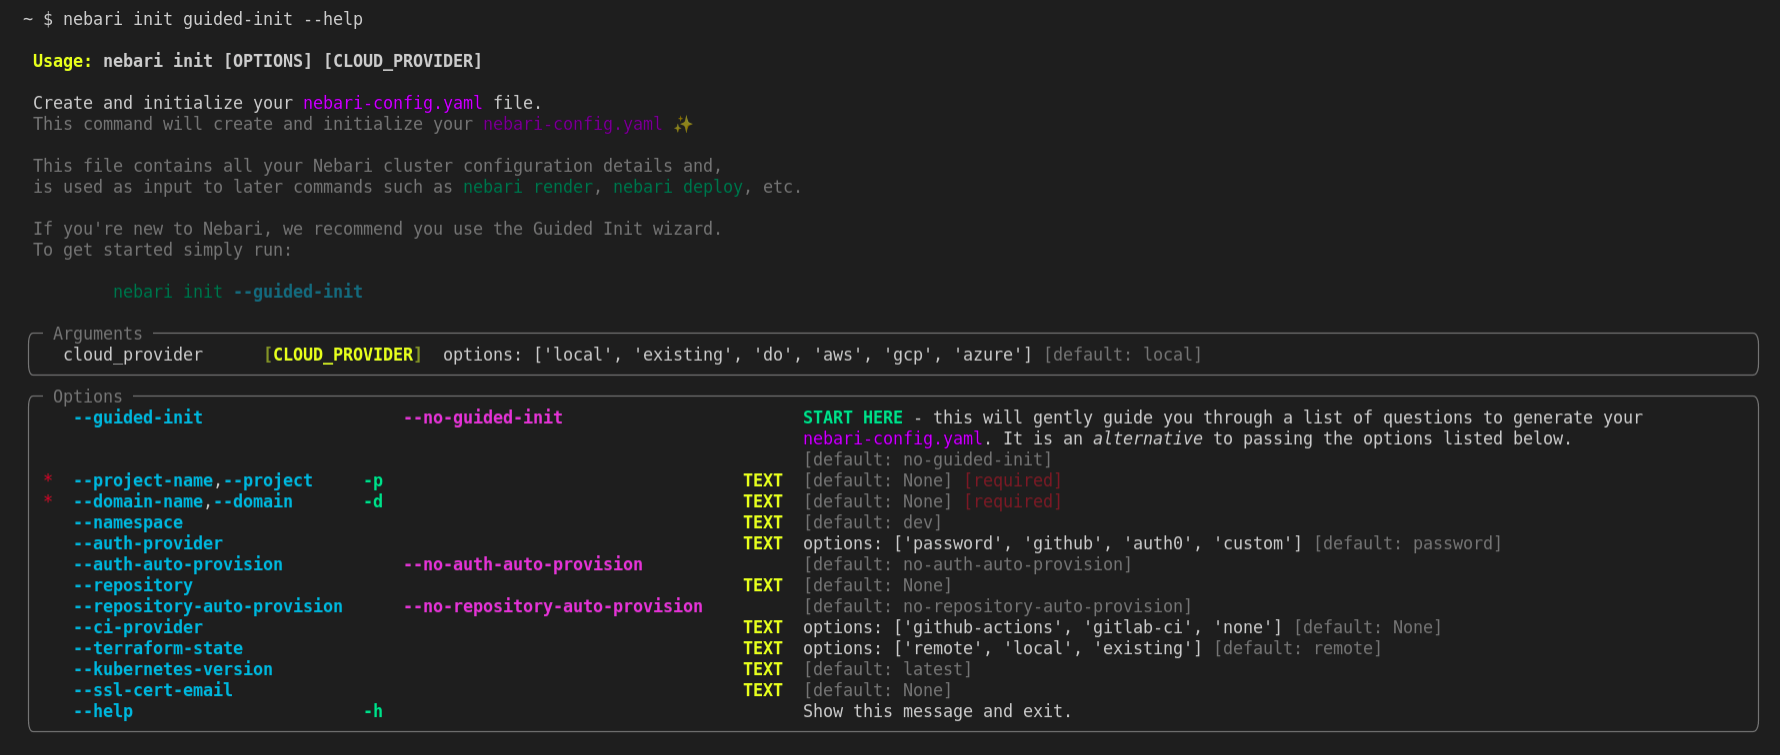 ~ $ nebari init guided-init --help
Usage: nebari init [OPTIONS] [CLOUD_PROVIDER]
Create and initialize your nebari-config.yaml file.
This command will create and initialize your nebari-config.yaml ✨
This file contains all your Nebari cluster configuration details and,
is used as input to later commands such as nebari render, nebari deploy, etc.
If you're new to Nebari, we recommend you use the Guided Init wizard.
To get started simply run:
nebari init --guided-init
Arguments
cloud_provider [CLOUD_PROVIDER] options: ['local', 'existing', 'do', 'aws', 'gcp', 'azure'] [default: local]
Options
--guided-init --no-guided-init START HERE - this will gently guide you through a list of questions to generate your
nebari-config.yaml. It is an alternative to passing the options listed below.
[default: no-guided-init]
* --project-name,--project -p TEXT [default: None] [required]
* --domain-name,--domain -d TEXT [default: None] [required]
--namespace TEXT [default: dev]
--auth-provider TEXT options: ['password', 'github', 'auth0', 'custom'] [default: password]
--auth-auto-provision --no-auth-auto-provision [default: no-auth-auto-provision]
--repository TEXT [default: None]
--repository-auto-provision --no-repository-auto-provision [default: no-repository-auto-provision]
--ci-provider TEXT options: ['github-actions', 'gitlab-ci', 'none'] [default: None]
--terraform-state TEXT options: ['remote', 'local', 'existing'] [default: remote]
--kubernetes-version TEXT [default: latest]
--ssl-cert-email TEXT [default: None]
--help -h Show this message and exit.